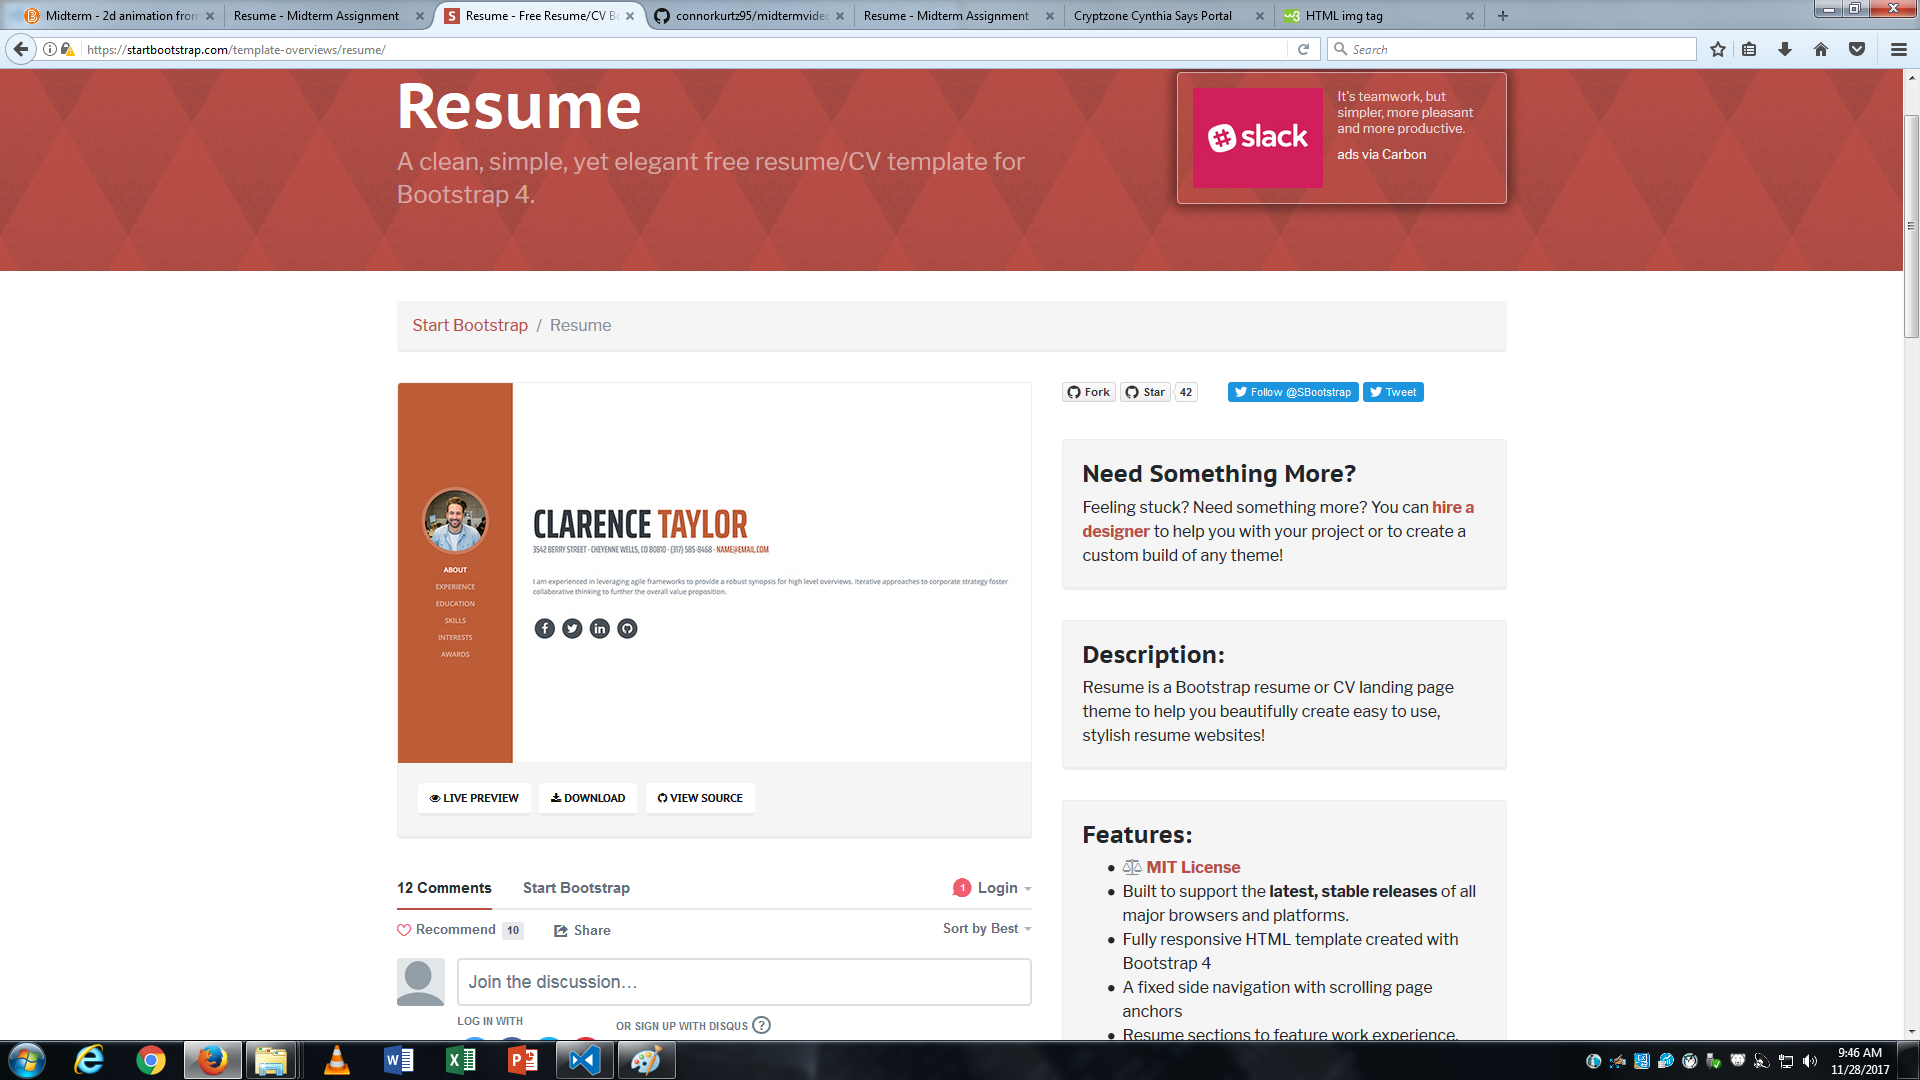 Midterm - 2d animation from
Resume - Midterm Assignment
Resume - Free Resume/CV Bo
connorkurtz95/midtermvideo
Resume - Midterm Assignment
Cryptzone Cynthia Says Portal
HTML img tag
https://startbootstrap.com/template-overviews/resume/
Search
Resume
A clean, simple, yet elegant free resume/CV template for
Bootstrap 4.
slack
It's teamwork, but
simpler, more pleasant
and more productive.
ads via Carbon
Start Bootstrap / Resume
CLARENCE TAYLOR
3542 BERRY STREET · CHEYENNE WELLS, CO 80810 · (317) 585-8468 · NAME@EMAIL.COM
I am experienced in leveraging agile frameworks to provide a robust synopsis for high level overviews. Iterative approaches to corporate strategy foster
collaborative thinking to further the overall value proposition.
ABOUT
EXPERIENCE
EDUCATION
SKILLS
INTERESTS
AWARDS
LIVE PREVIEW
DOWNLOAD
VIEW SOURCE
Fork
Star
42
Follow @SBootstrap
Tweet
Need Something More?
Feeling stuck? Need something more? You can hire a
designer to help you with your project or to create a
custom build of any theme!
Description:
Resume is a Bootstrap resume or CV landing page
theme to help you beautifully create easy to use,
stylish resume websites!
Features:
MIT License
Built to support the latest, stable releases of all
major browsers and platforms.
Fully responsive HTML template created with
Bootstrap 4
A fixed side navigation with scrolling page
anchors
Resume sections to feature work experience,
12 Comments
Start Bootstrap
1
Login
Recommend 10
Share
Sort by Best
Join the discussion...
LOG IN WITH
OR SIGN UP WITH DISQUS ?
9:46 AM
11/28/2017